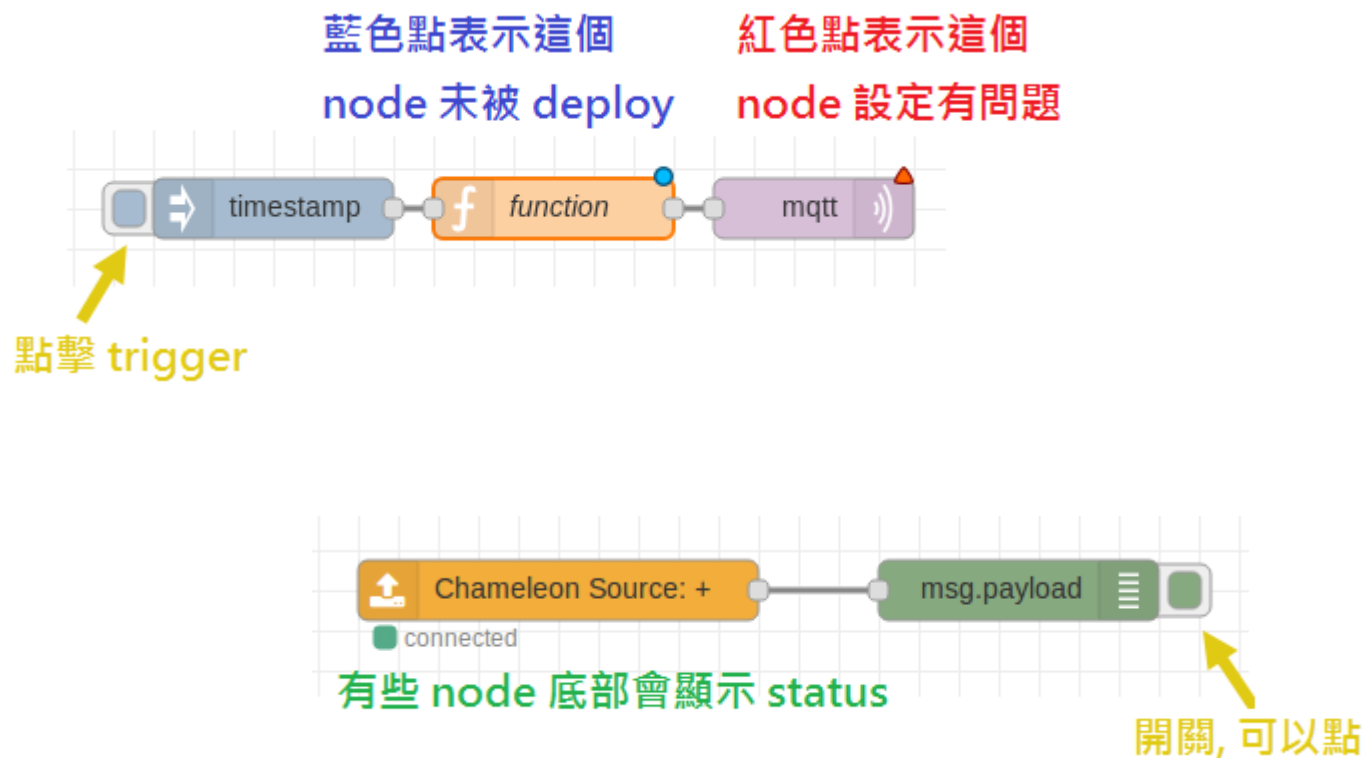 藍色點表示這個
node 未被 deploy
紅色點表示這個
node 設定有問題
timestamp
function
mqtt
點擊 trigger
Chameleon Source: +
msg.payload
connected
有些 node 底部會顯示 status
開關, 可以點